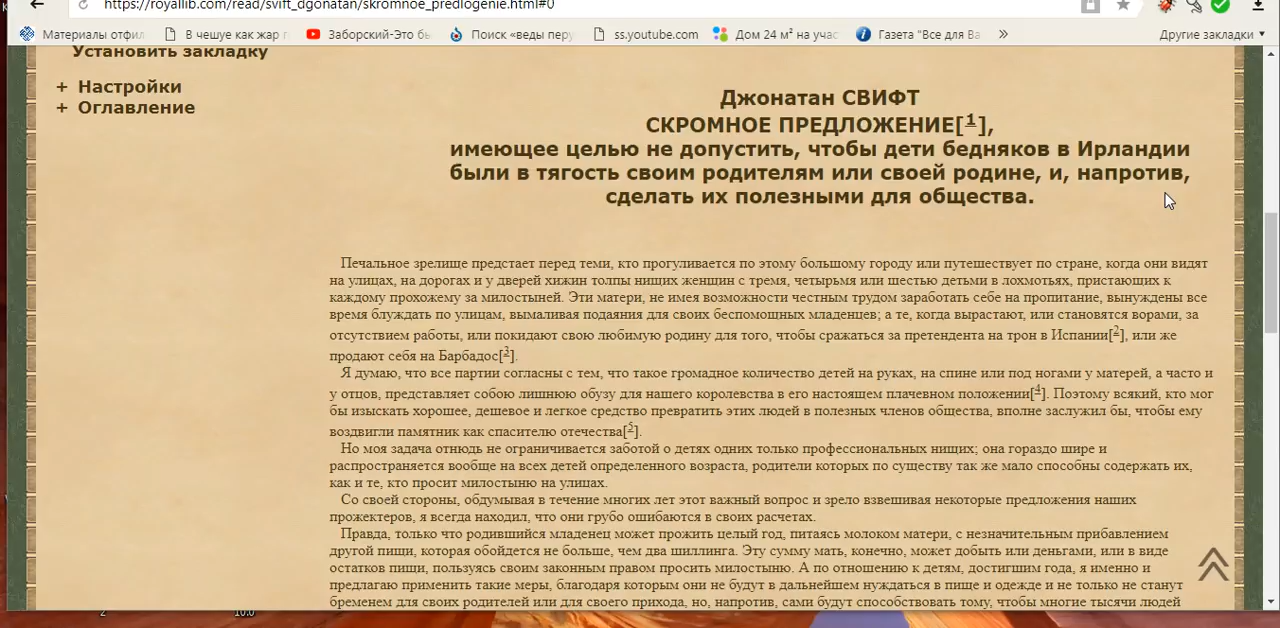 https://royallib.com/read/svift_dgonatan/skromnoe_predlogenie.html#0
Материалы отфил
В чешуе как жар г
Заборский-Это бы
Поиск «веды перу
ss.youtube.com
Дом 24 м² на учас
Газета "Все для Ва
»
Другие закладки
Установить закладку
+ Настройки
+ Оглавление
Джонатан СВИФТ
СКРОМНОЕ ПРЕДЛОЖЕНИЕ[1],
имеющее целью не допустить, чтобы дети бедняков в Ирландии
были в тягость своим родителям или своей родине, и, напротив,
сделать их полезными для общества.
Печальное зрелище предстает перед теми, кто прогуливается по этому большому городу или путешествует по стране, когда они видят
на улицах, на дорогах и у дверей хижин толпы нищих женщин с тремя, четырьмя или шестью детьми в лохмотьях, пристающих к
каждому прохожему за милостыней. Эти матери, не имея возможности честным трудом заработать себе на пропитание, вынуждены все
время блуждать по улицам, вымаливая подаяния для своих беспомощных младенцев; а те, когда вырастают, или становятся ворами, за
отсутствием работы, или покидают свою любимую родину для того, чтобы сражаться за претендента на трон в Испании[2], или же
продают себя на Барбадос[3].
Я думаю, что все партии согласны с тем, что такое громадное количество детей на руках, на спине или под ногами у матерей, а часто и
у отцов, представляет собою лишнюю обузу для нашего королевства в его настоящем плачевном положении[4]. Поэтому всякий, кто мог
бы изыскать хорошее, дешевое и легкое средство превратить этих людей в полезных членов общества, вполне заслужил бы, чтобы ему
воздвигли памятник как спасителю отечества[5].
Но моя задача отнюдь не ограничивается заботой о детях одних только профессиональных нищих; она гораздо шире и
распространяется вообще на всех детей определенного возраста, родители которых по существу так же мало способны содержать их,
как и те, кто просит милостыню на улицах.
Со своей стороны, обдумывая в течение многих лет этот важный вопрос и зрело взвешивая некоторые предложения наших
прожектеров, я всегда находил, что они грубо ошибаются в своих расчетах.
Правда, только что родившийся младенец может прожить целый год, питаясь молоком матери, с незначительным прибавлением
другой пищи, которая обойдется не больше, чем два шиллинга. Эту сумму мать, конечно, может добыть или деньгами, или в виде
остатков пищи, пользуясь своим законным правом просить милостыню. А по отношению к детям, достигшим года, я именно и
предлагаю применить такие меры, благодаря которым они не будут в дальнейшем нуждаться в пище и одежде и не только не станут
бременем для своих родителей или для своего прихода, но, напротив, сами будут способствовать тому, чтобы многие тысячи людей